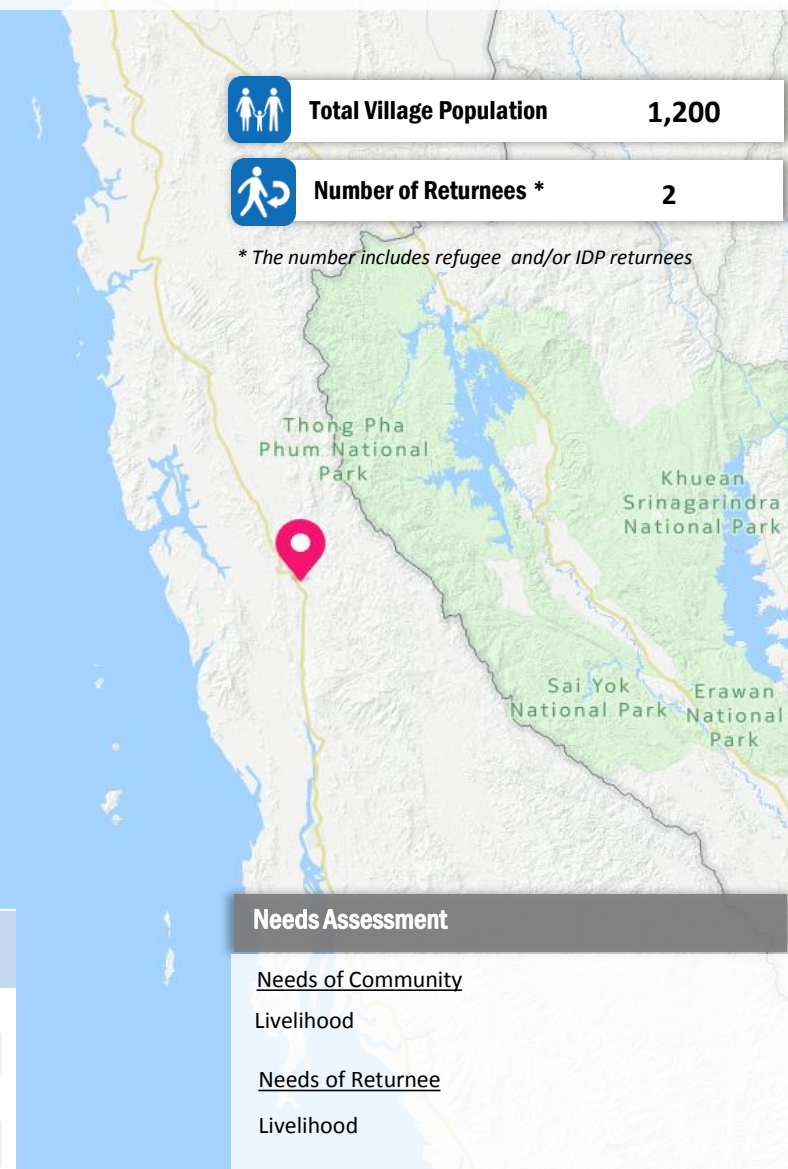 Total Village Population 1,200
Number of Returnees * 2
* The number includes refugee and/or IDP returnees
Thong Pha
Phum National
Park
Khuean
Srinagarindra
National Park
Sai Yok
National Park
Erawan
National
Park
Needs Assessment
Needs of Community
Livelihood
Needs of Returnee
Livelihood